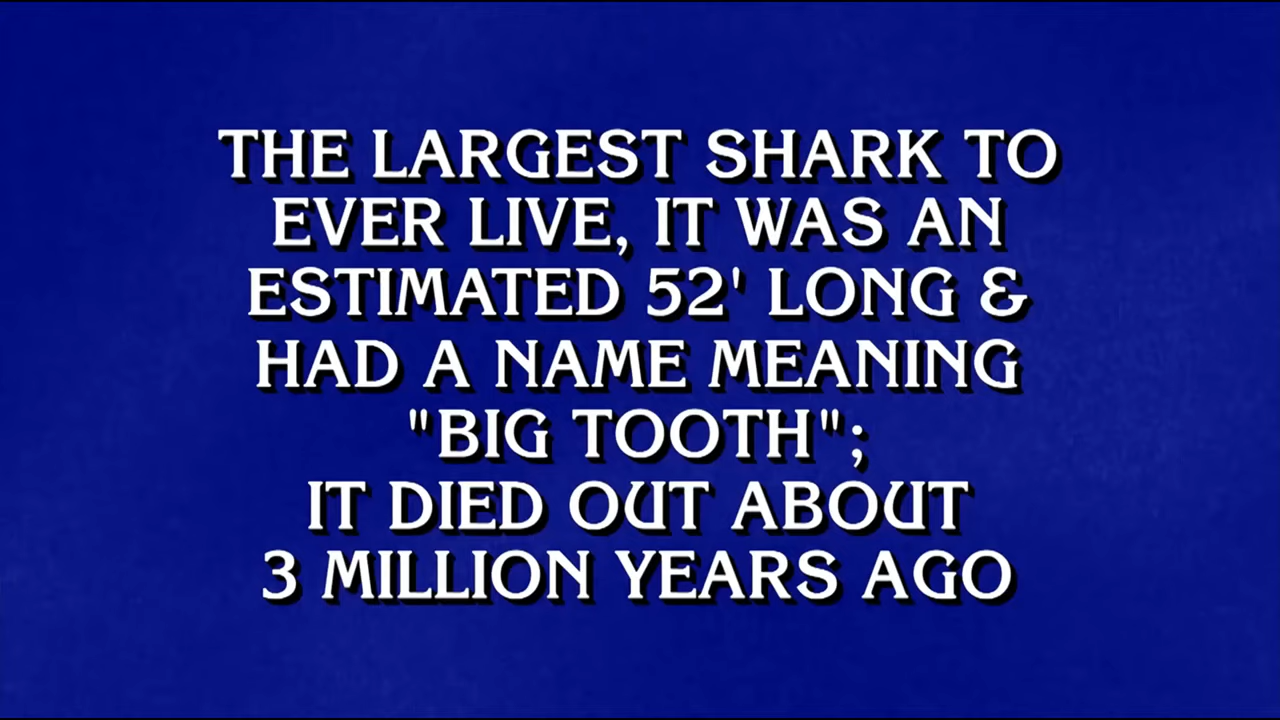 THE LARGEST SHARK TO
EVER LIVE, IT WAS AN
ESTIMATED 52' LONG &
HAD A NAME MEANING
"BIG TOOTH";
IT DIED OUT ABOUT
3 MILLION YEARS AGO